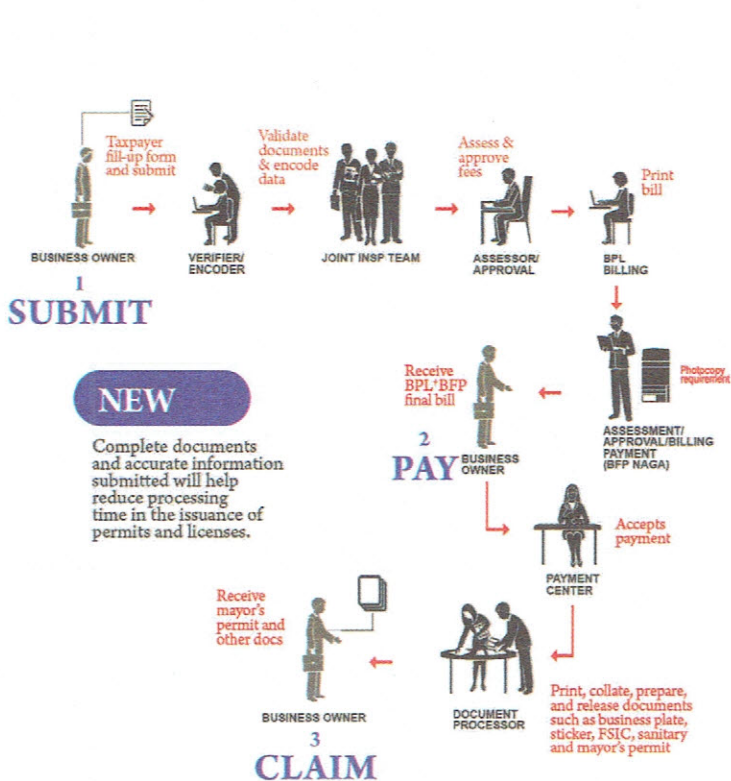 Taxpayer
fill-up form
and submit
BUSINESS OWNER
1
SUBMIT
VERIFIER/
ENCODER
Validate
documents
& encode
data
JOINT INSP TEAM
Assess &
approve
fees
ASSESSOR/
APPROVAL
Print
bill
BPL
BILLING
Photocopy
requirement
ASSESSMENT/
APPROVAL/BILLING
PAYMENT
(BFP NAGA)
Receive
BPL+BFP
final bill
2
PAY
BUSINESS
OWNER
NEW
Complete documents
and accurate information
submitted will help
reduce processing
time in the issuance of
permits and licenses.
Accepts
payment
PAYMENT
CENTER
Print, collate, prepare,
and release documents
such as business plate,
sticker, FSIC, sanitary
and mayor's permit
DOCUMENT
PROCESSOR
Receive
mayor's
permit and
other docs
BUSINESS OWNER
3
CLAIM